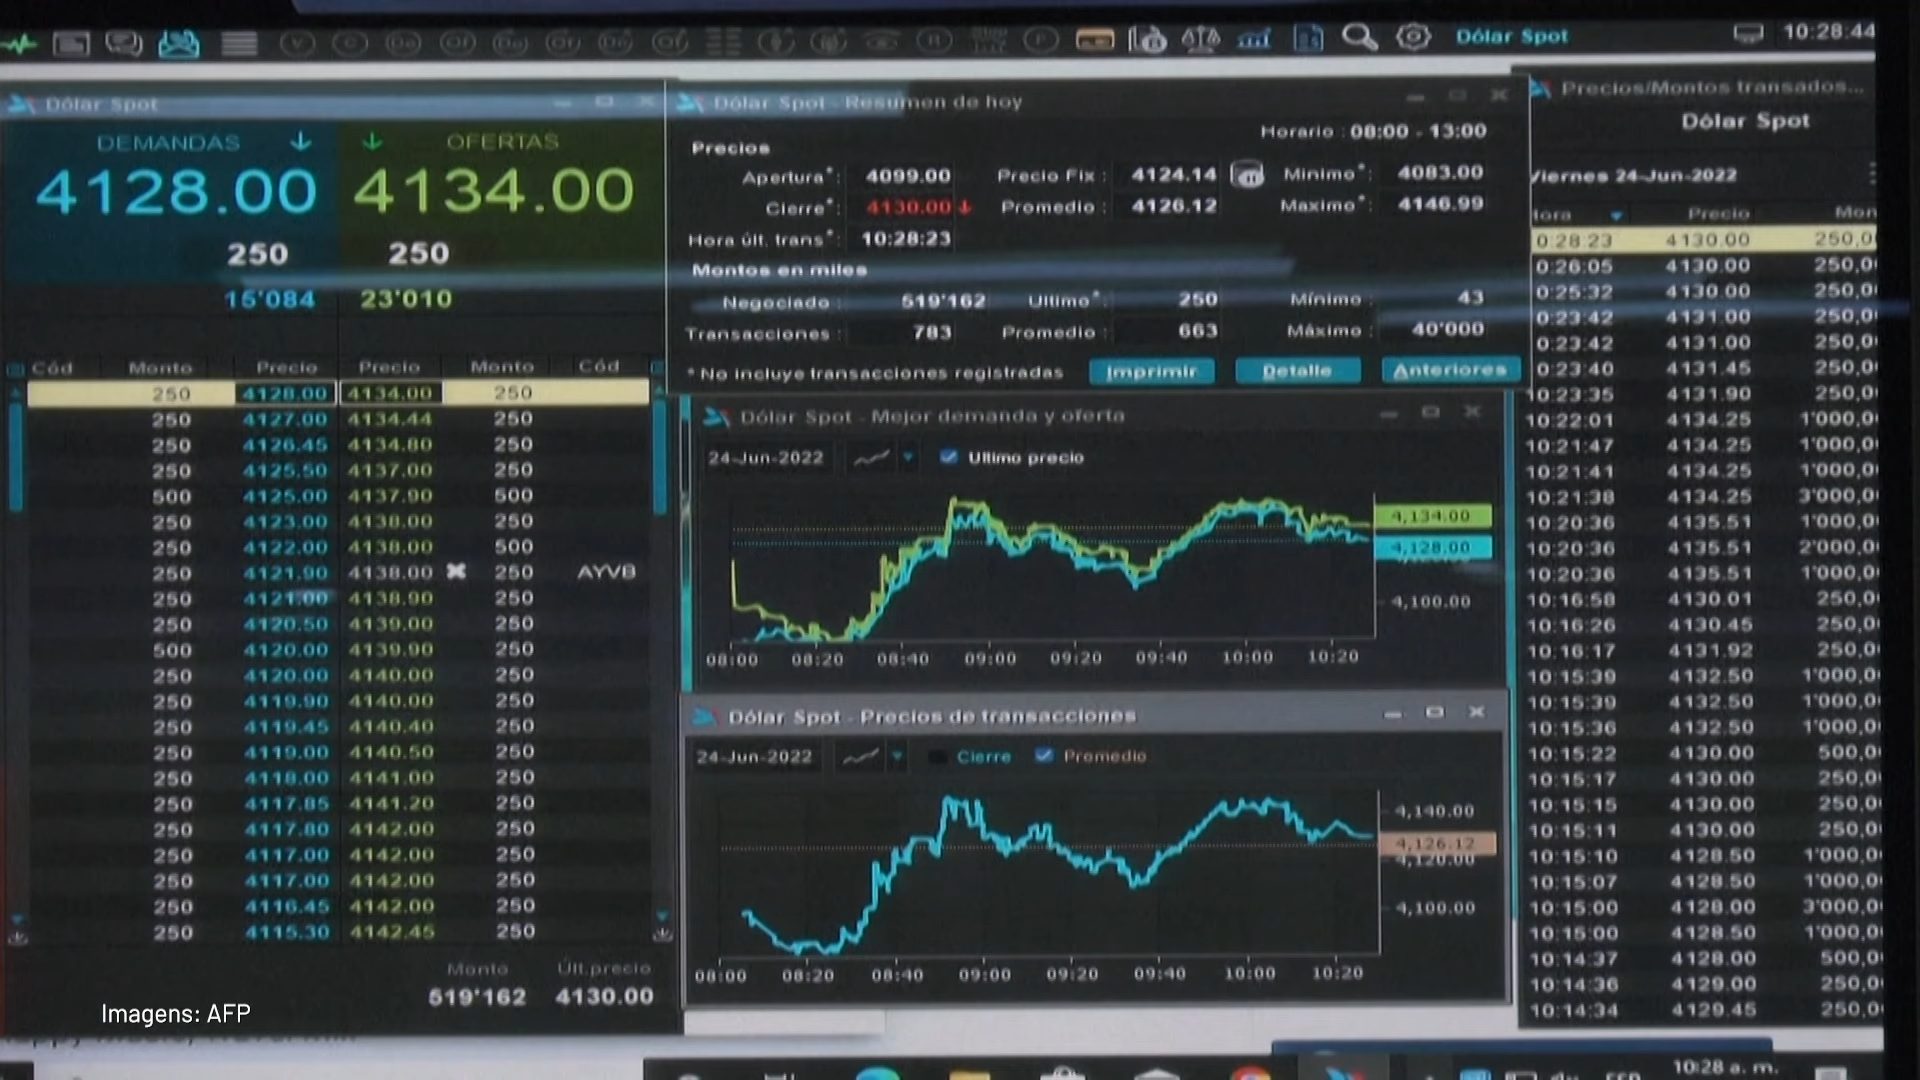 Dólar Spot
10:28:44
Dólar Spot
DEMANDAS
OFERTAS
4128.00 4134.00
250 250
15'084 23'010
Cód Monto Precio Precio Monto Cód
250 4128.00 4134.00 250
250 4127.00 4134.44 250
250 4126.45 4134.80 250
250 4125.50 4137.00 250
500 4125.00 4137.90 500
250 4123.00 4138.00 250
250 4122.00 4138.00 500
250 4121.90 4138.00 250 AYVB
250 4121.00 4138.90 250
250 4120.50 4139.00 250
500 4120.00 4139.90 250
250 4120.00 4140.00 250
250 4119.90 4140.00 250
250 4119.45 4140.40 250
250 4119.00 4140.50 250
250 4118.00 4141.00 250
250 4117.85 4141.20 250
250 4117.80 4142.00 250
250 4117.00 4142.00 250
250 4117.00 4142.00 250
250 4116.45 4142.00 250
250 4115.30 4142.45 250
Monto Últ.precio
519'162 4130.00
Imagens: AFP
Dólar Spot - Resumen de hoy
Horario : 08:00 - 13:00
Precios
Apertura*: 4099.00 Precio Fix : 4124.14 Minimo*: 4083.00
Cierre*: 4130.00 Promedio : 4126.12 Maximo*: 4146.99
Hora últ. trans*: 10:28:23
Montos en miles
Negociado : 519'162 Ultimo*: 250 Mínimo : 43
Transacciones : 783 Promedio : 663 Máximo : 40'000
* No incluye transacciones registradas
Imprimir Detalle Anteriores
Dólar Spot - Mejor demanda y oferta
24-Jun-2022 Ultimo precio
4,134.00
4,128.00
4,100.00
08:00 08:20 08:40 09:00 09:20 09:40 10:00 10:20
Dólar Spot - Precios de transacciones
24-Jun-2022 Cierre Promedio
4,140.00
4,126.12
4,120.00
4,100.00
08:00 08:20 08:40 09:00 09:20 09:40 10:00 10:20
Precios/Montos transados...
Dólar Spot
Viernes 24-Jun-2022
Hora Precio Mon
0:28:23 4130.00 250,0
0:26:05 4130.00 250,0
0:25:32 4130.00 250,0
0:23:42 4131.00 250,0
0:23:42 4131.00 250,0
0:23:40 4131.45 250,0
10:23:35 4131.90 250,0
10:22:01 4134.25 1'000,0
10:21:47 4134.25 1'000,0
10:21:41 4134.25 1'000,0
10:21:38 4134.25 3'000,0
10:20:36 4135.51 1'000,0
10:20:36 4135.51 2'000,0
10:20:36 4135.51 1'000,0
10:16:58 4130.01 250,0
10:16:26 4130.45 250,0
10:16:17 4131.92 250,0
10:15:39 4132.50 1'000,0
10:15:39 4132.50 1'000,0
10:15:36 4132.50 1'000,0
10:15:22 4130.00 500,0
10:15:17 4130.00 250,0
10:15:15 4130.00 250,0
10:15:11 4130.00 250,0
10:15:10 4128.50 1'000,0
10:15:07 4128.50 1'000,0
10:15:00 4128.00 3'000,0
10:15:00 4128.50 1'000,0
10:14:37 4128.00 500,0
10:14:36 4129.00 250,0
10:14:34 4129.45 250,0
10:28 a. m.